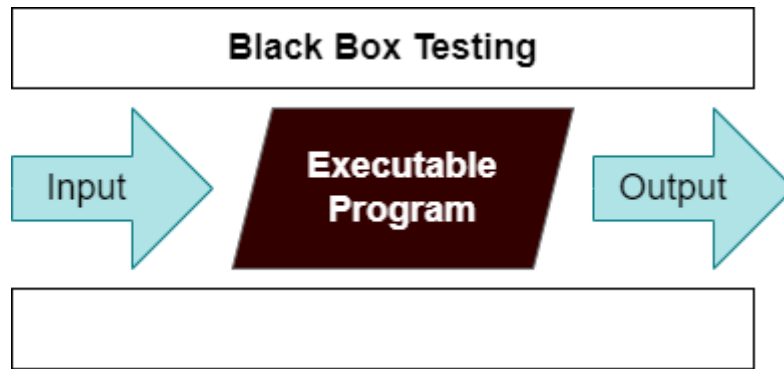 Black Box Testing
Input
Executable
Program
Output